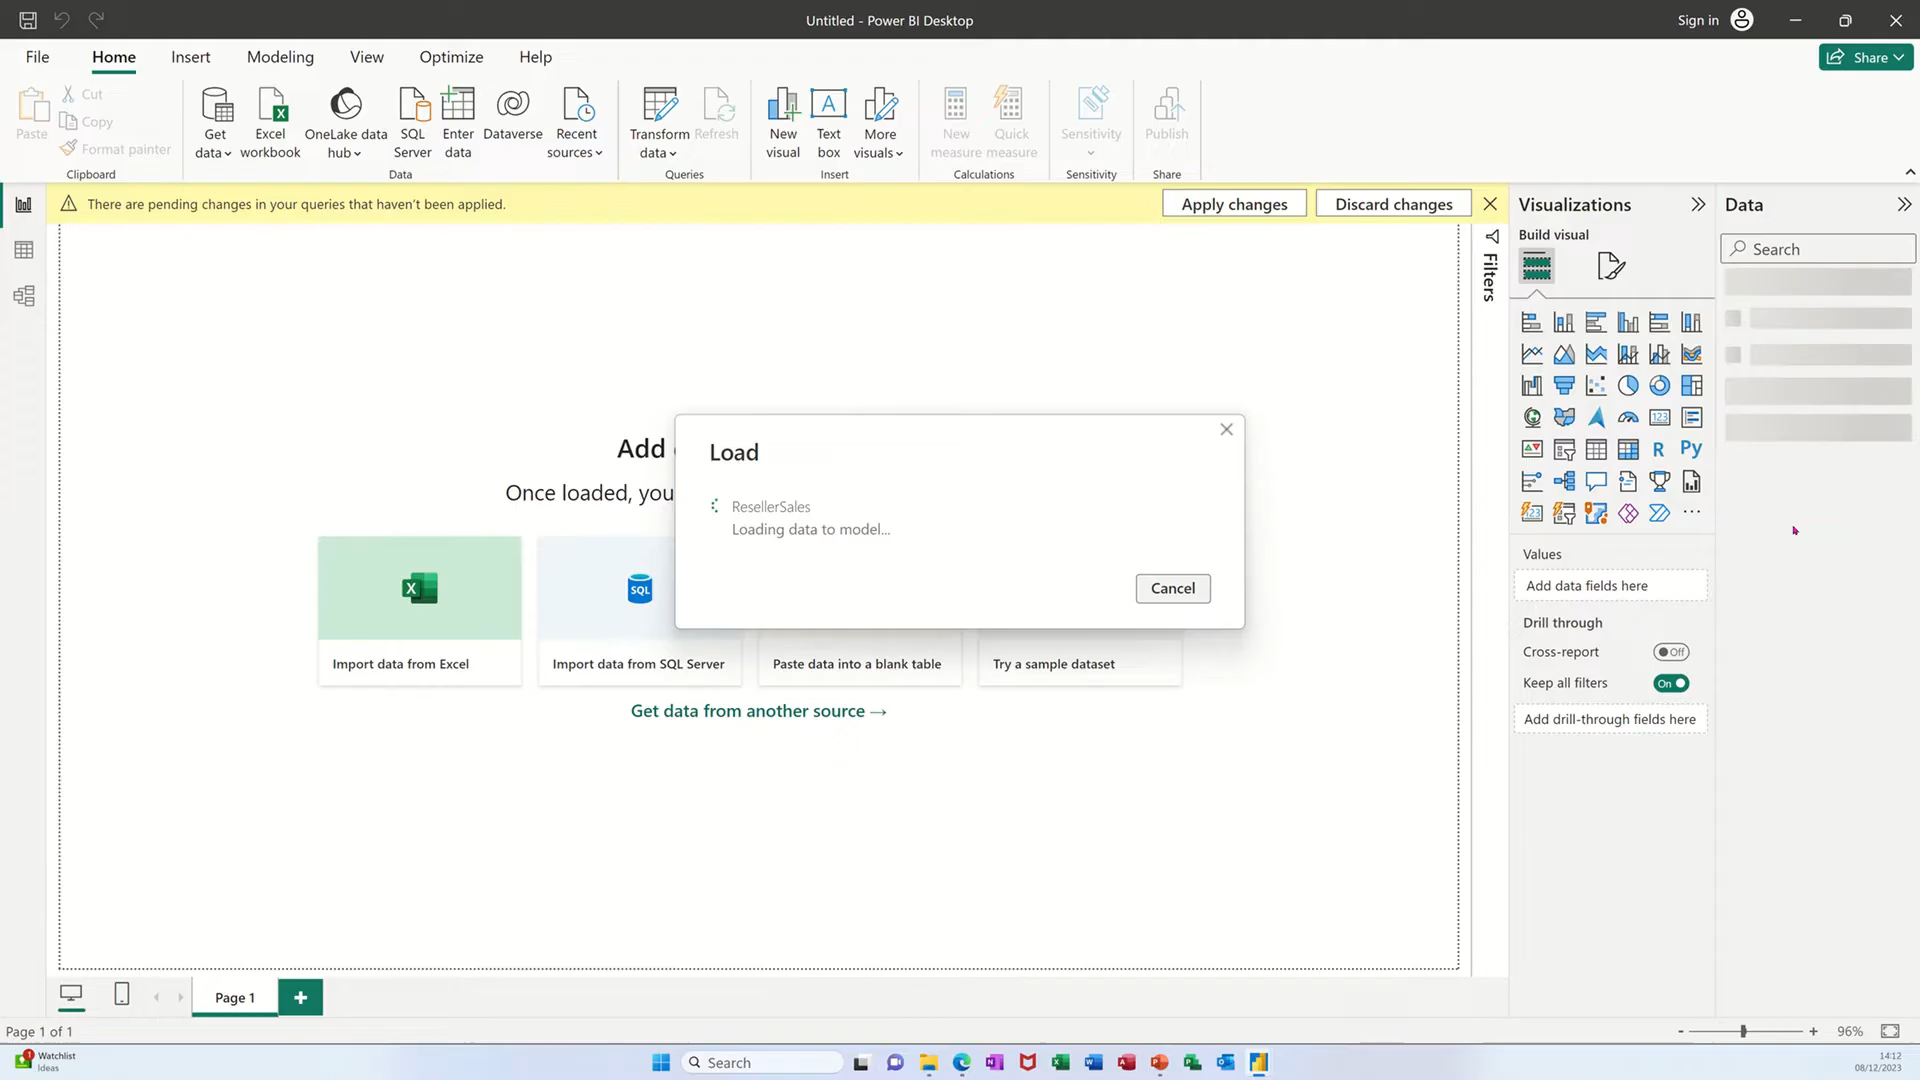 Untitled - Power BI Desktop
Sign in
File
Home
Insert
Modeling
View
Optimize
Help
Share
Paste
Cut
Copy
Format painter
Clipboard
Get
data
Excel
workbook
OneLake data
hub
SQL
Server
Enter
data
Dataverse
Recent
sources
Data
Transform
data
Refresh
Queries
New
visual
A
Text
box
More
visuals
Insert
New
measure
Quick
measure
Calculations
Sensitivity
Sensitivity
Publish
Share
There are pending changes in your queries that haven't been applied.
Apply changes
Discard changes
Filters
Visualizations
Build visual
123
R
Py
123
Values
Add data fields here
Drill through
Cross-report
Off
Keep all filters
On
Add drill-through fields here
Data
Search
Add
Once loaded, you
Load
ResellerSales
Loading data to model...
Cancel
X
SQL
Import data from Excel
Import data from SQL Server
Paste data into a blank table
Try a sample dataset
Get data from another source →
Page 1
+
Page 1 of 1
-
+
96%
1
Watchlist
Ideas
Search
14:12
08/12/2023